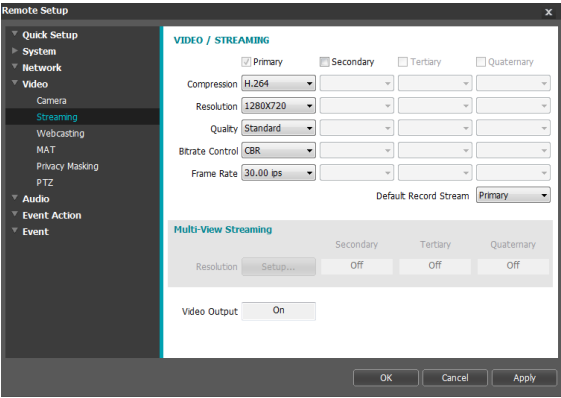 Remote Setup
x
Quick Setup
System
Network
Video
Camera
Streaming
Webcasting
MAT
Privacy Masking
PTZ
Audio
Event Action
Event
VIDEO / STREAMING
Primary Secondary Tertiary Quaternary
Compression H.264
Resolution 1280X720
Quality Standard
Bitrate Control CBR
Frame Rate 30.00 ips
Default Record Stream Primary
Multi-View Streaming
Secondary Tertiary Quaternary
Resolution Setup... Off Off Off
Video Output On
OK Cancel Apply